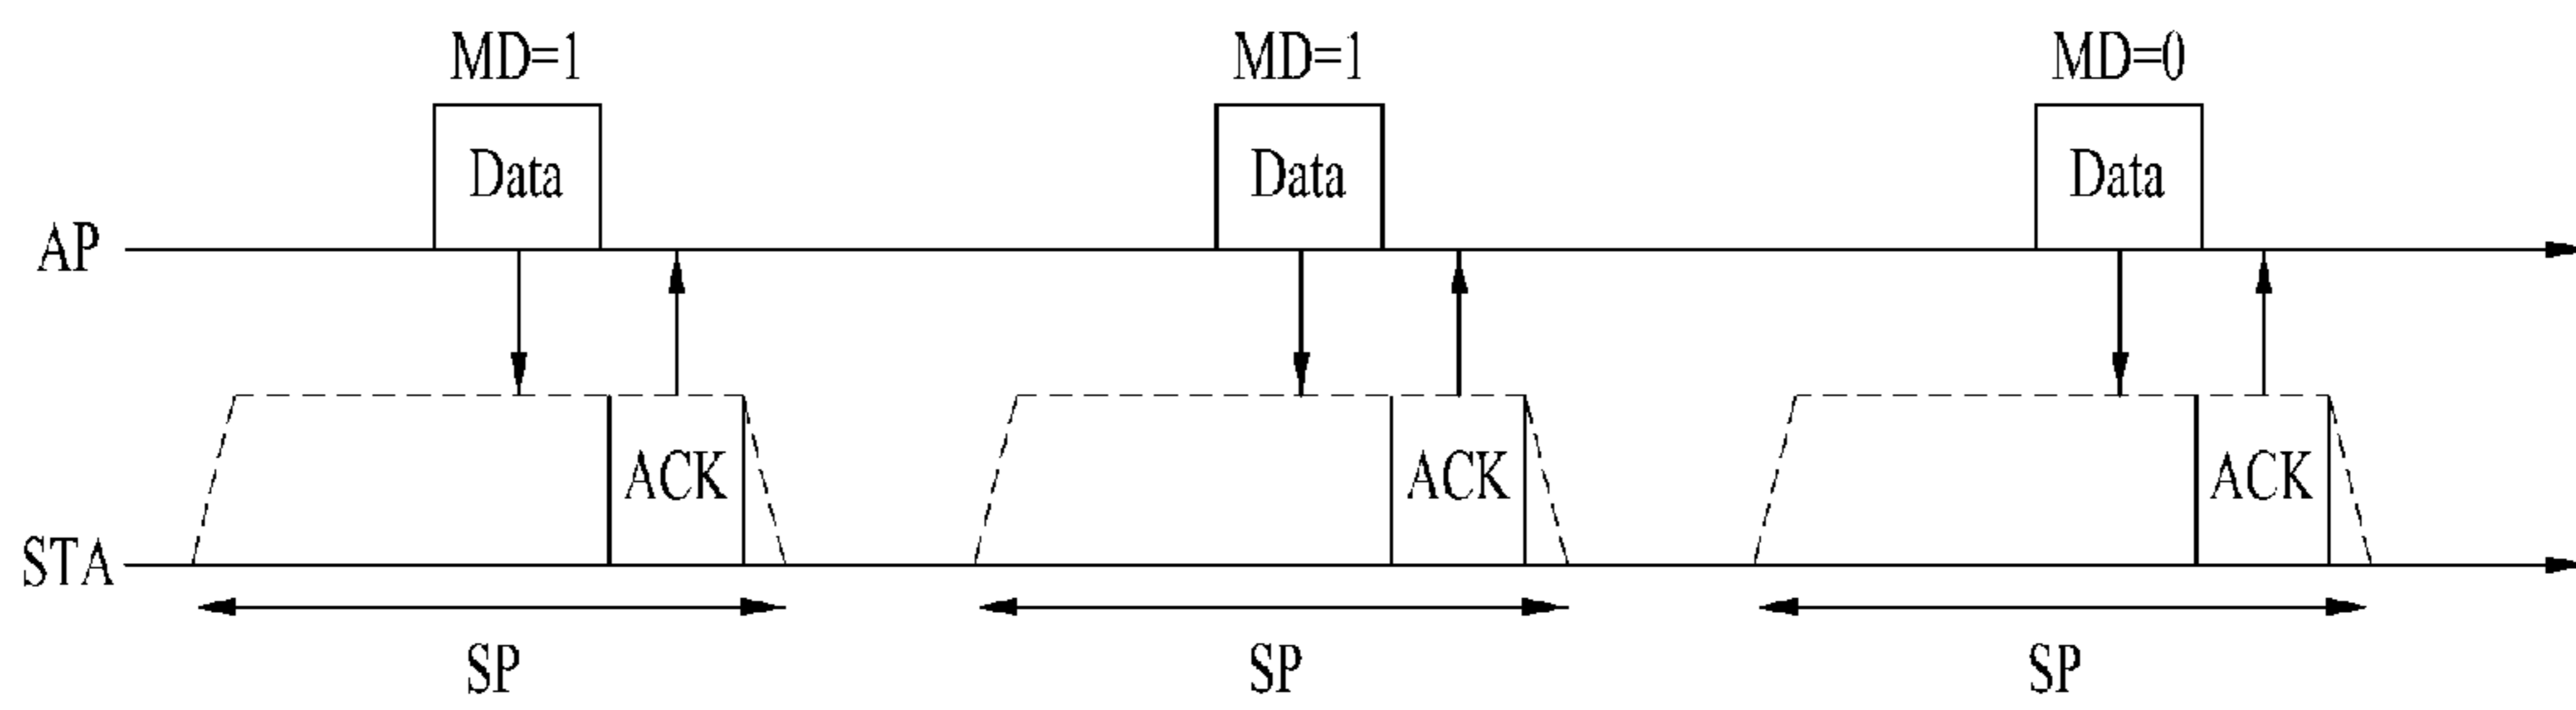 MD=1 MD=1 MD=0
Data Data Data
AP
ACK ACK ACK
STA
SP SP SP